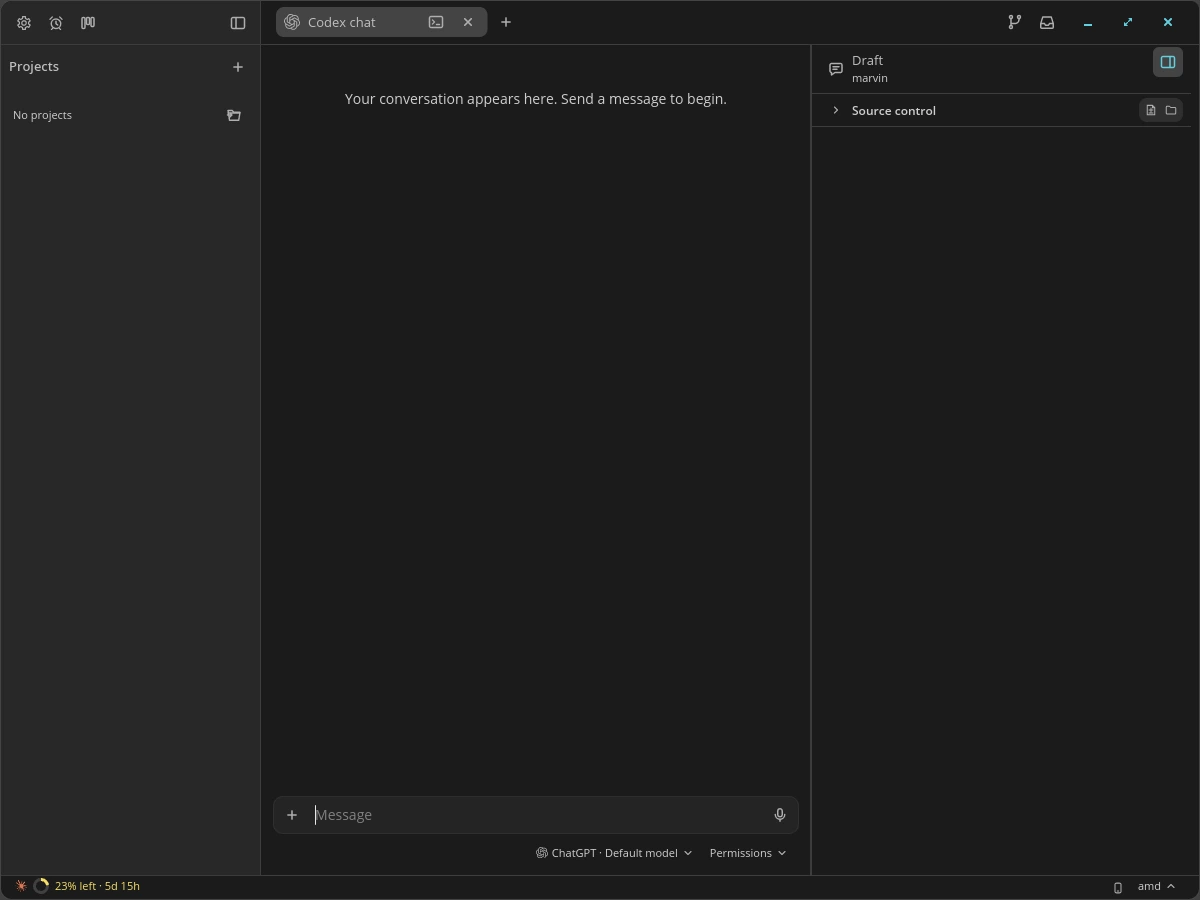 Codex chat
Projects
No projects
Your conversation appears here. Send a message to begin.
Draft
marvin
Source control
Message
ChatGPT · Default model
Permissions
23% left · 5d 15h
amd